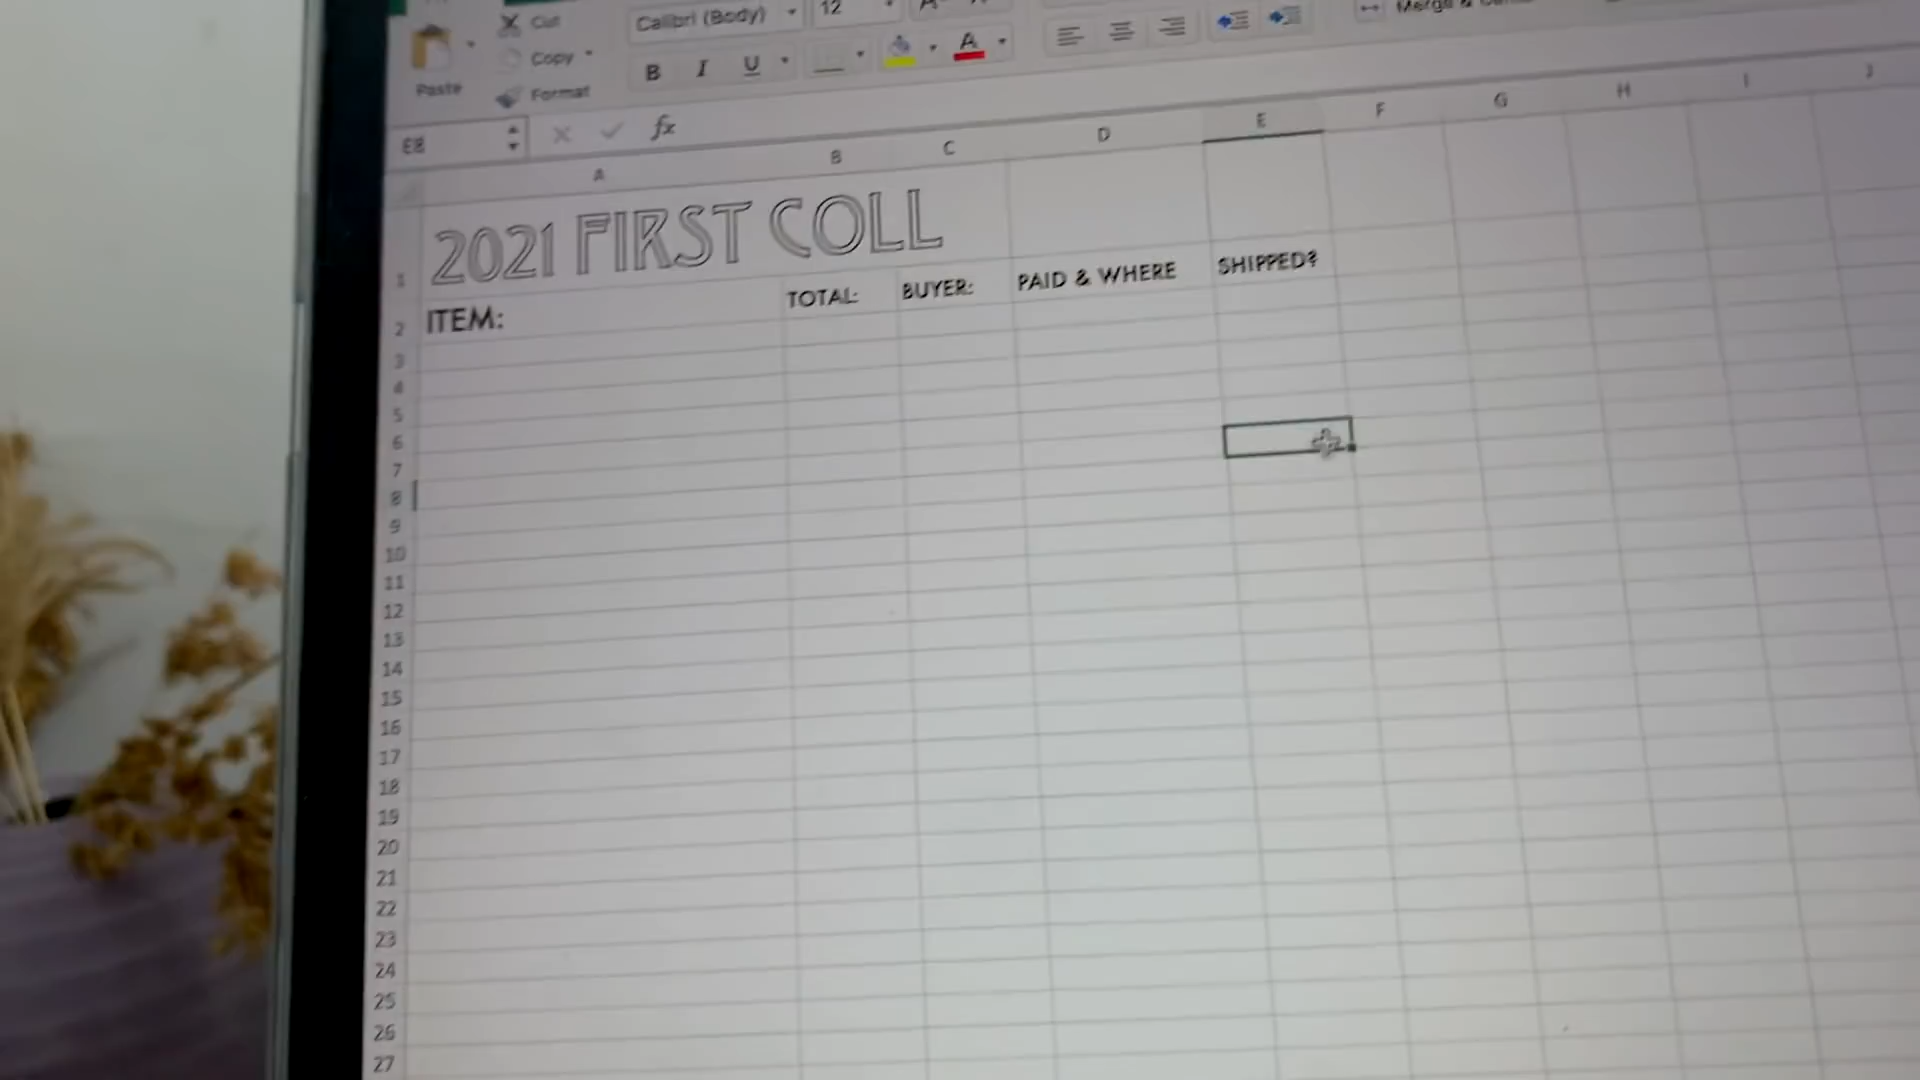 Cut
Calibri (Body) 12
Copy
Paste
Format
B I U A
E8 fx
A B C D E F G H I J
1 2021 FIRST COLL
2 ITEM: TOTAL: BUYER: PAID & WHERE SHIPPED?
3
4
5
6
7
8
9
10
11
12
13
14
15
16
17
18
19
20
21
22
23
24
25
26
27